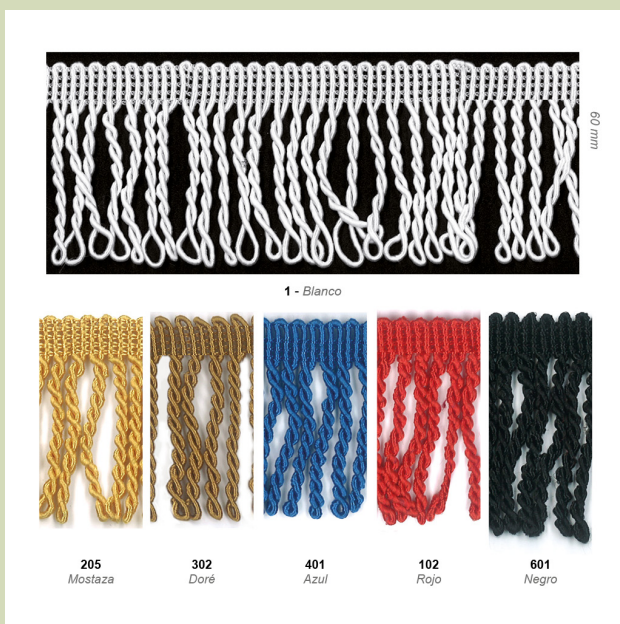 60 mm
1 - Blanco
205
Mostaza
302
Doré
401
Azul
102
Rojo
601
Negro